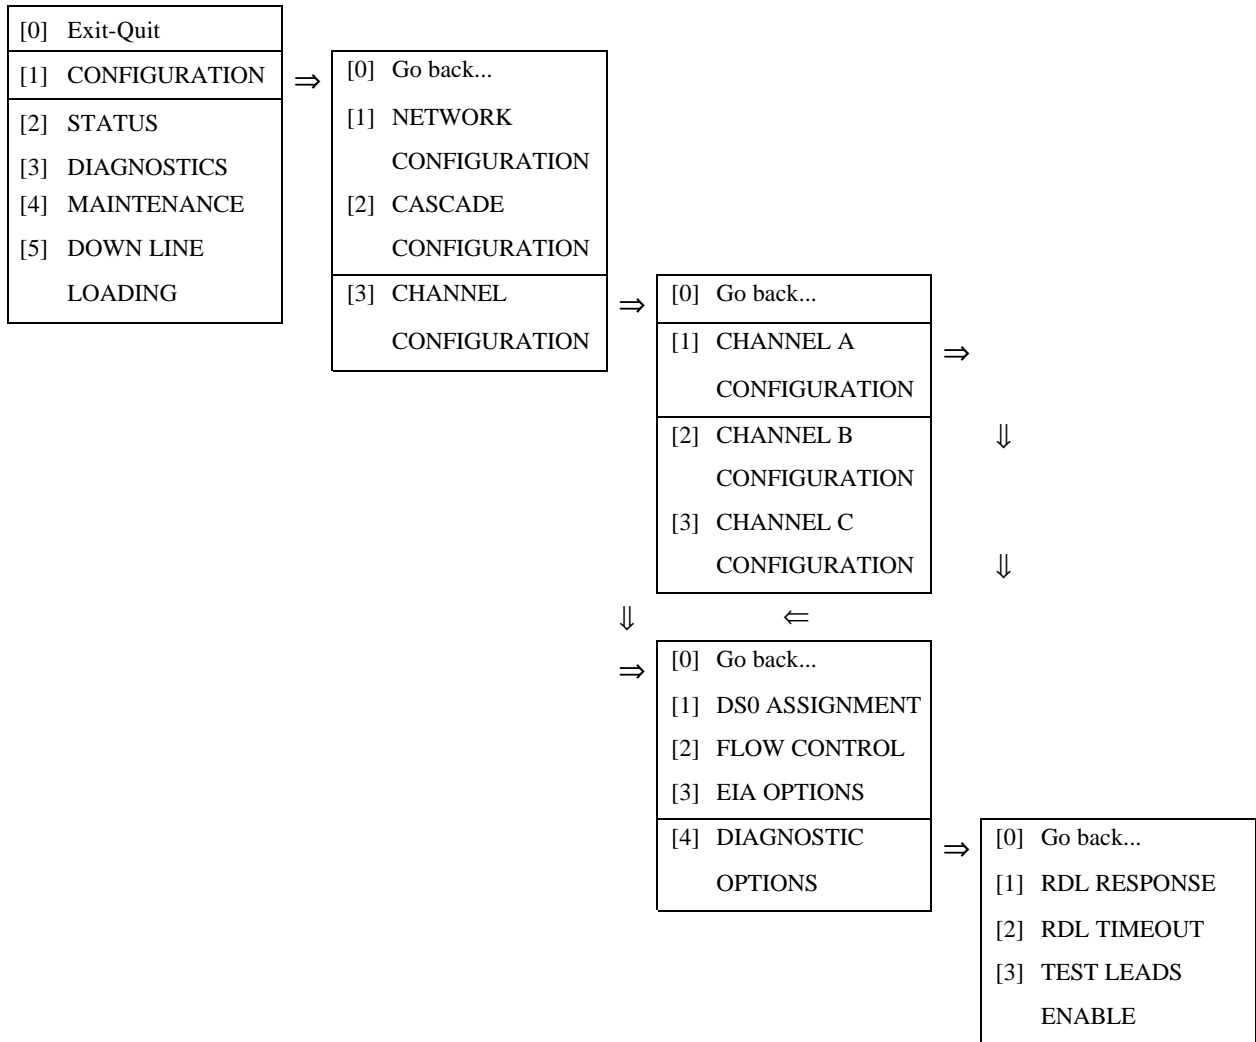 [0] Exit-Quit
[1] CONFIGURATION
[2] STATUS
[3] DIAGNOSTICS
[4] MAINTENANCE
[5] DOWN LINE
LOADING
⇒
[0] Go back...
[1] NETWORK
CONFIGURATION
[2] CASCADE
CONFIGURATION
[3] CHANNEL
CONFIGURATION
⇒
[0] Go back...
[1] CHANNEL A
CONFIGURATION
[2] CHANNEL B
CONFIGURATION
[3] CHANNEL C
CONFIGURATION
⇒
⇓
⇓
⇓ ⇐
⇒
[0] Go back...
[1] DS0 ASSIGNMENT
[2] FLOW CONTROL
[3] EIA OPTIONS
[4] DIAGNOSTIC
OPTIONS
⇒
[0] Go back...
[1] RDL RESPONSE
[2] RDL TIMEOUT
[3] TEST LEADS
ENABLE